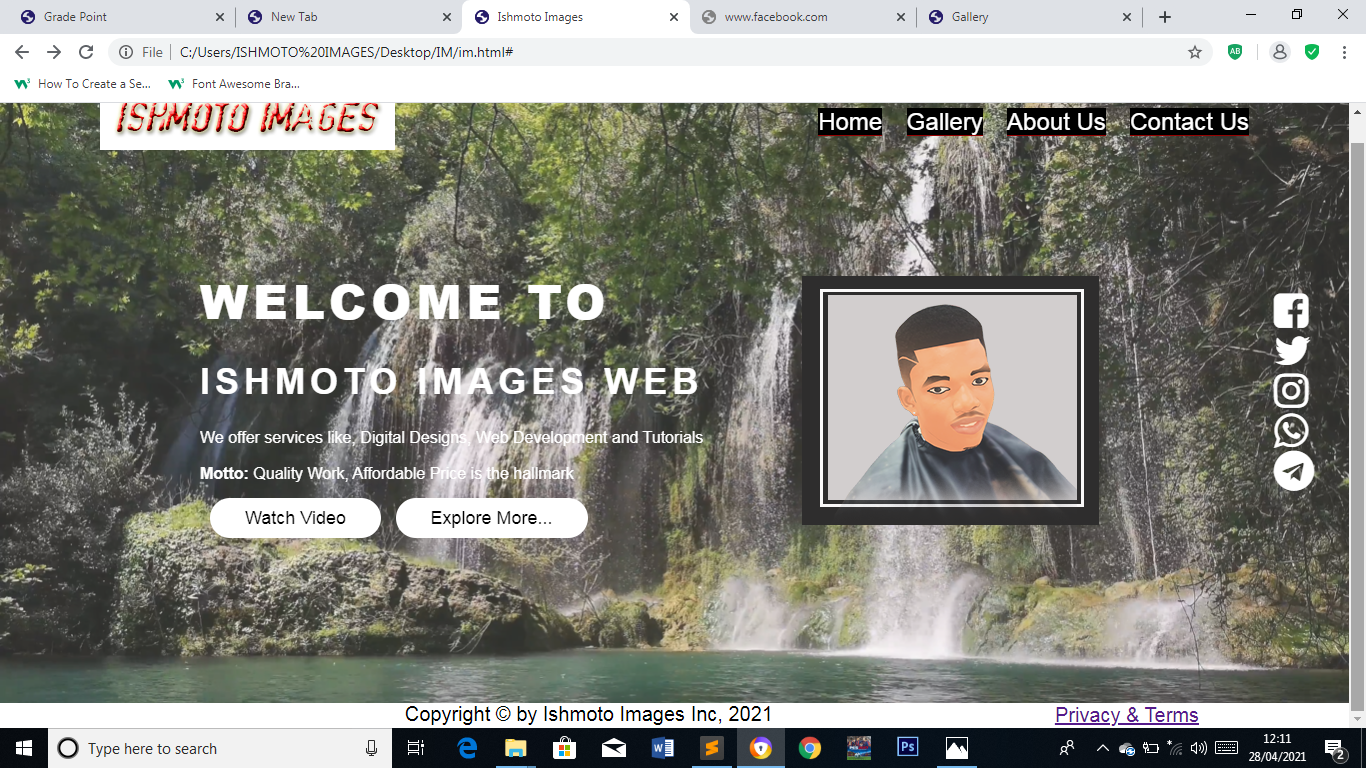 Grade Point
New Tab
Ishmoto Images
www.facebook.com
Gallery
File
C:/Users/ISHMOTO%20IMAGES/Desktop/IM/im.html#
AB
How To Create a Se...
Font Awesome Bra...
ISHMOTO IMAGES
Home Gallery About Us Contact Us
WELCOME TO
ISHMOTO IMAGES WEB
We offer services like, Digital Designs, Web Development and Tutorials
Motto: Quality Work, Affordable Price is the hallmark
Watch Video Explore More...
Copyright © by Ishmoto Images Inc, 2021
Privacy & Terms
Type here to search
Ps
12:11
28/04/2021
2